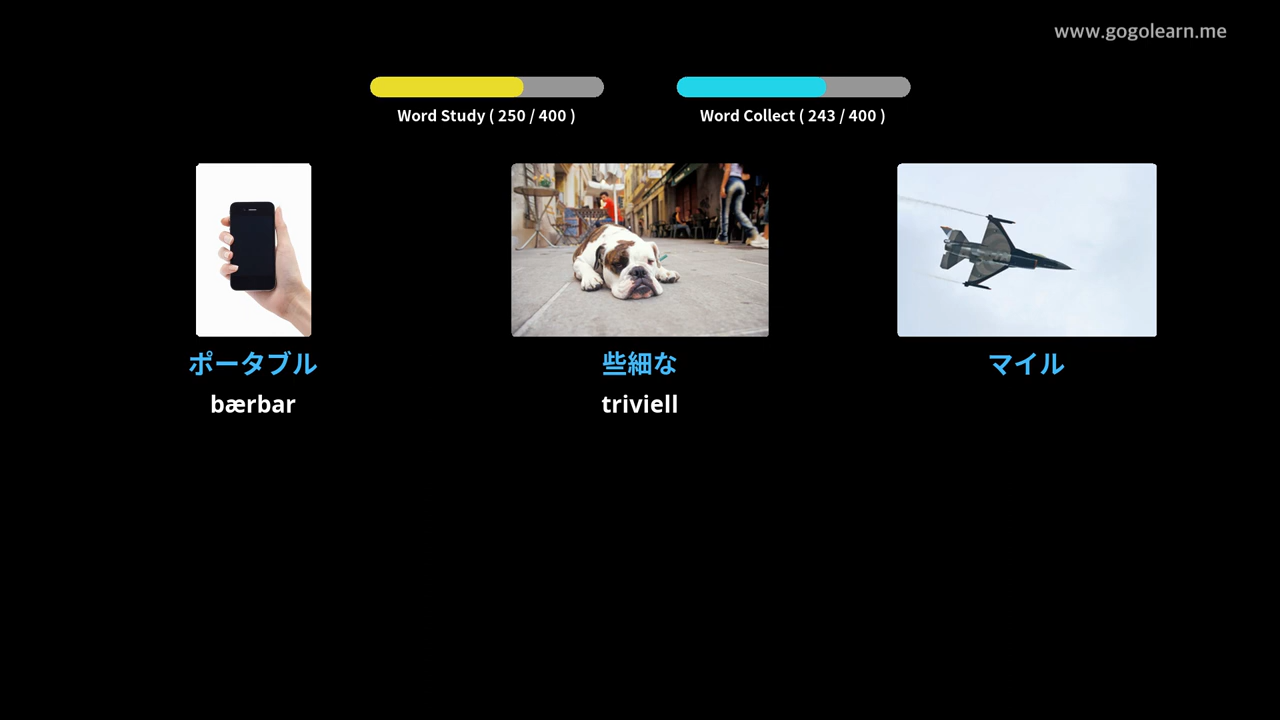 www.gogolearn.me
Word Study ( 250 / 400 )
Word Collect ( 243 / 400 )
ポータブル
些細な
マイル
bærbar
triviell